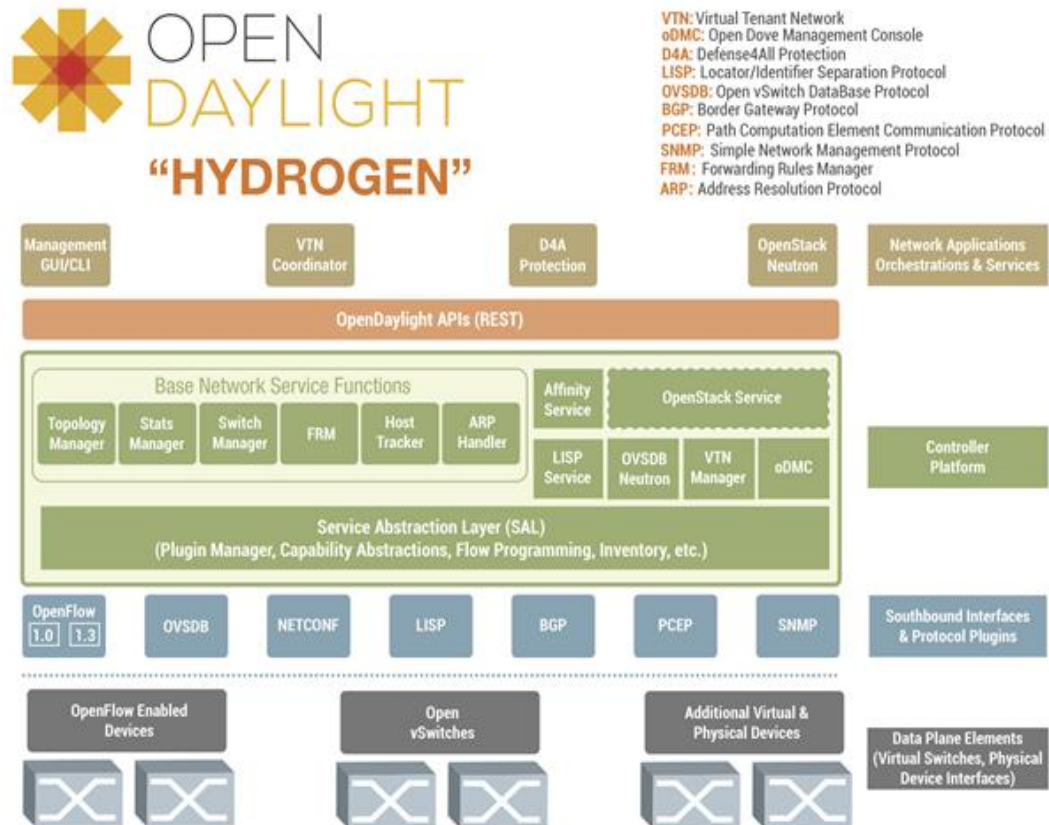 OPEN
DAYLIGHT
“HYDROGEN”
VTN: Virtual Tenant Network
oDMC: Open Dove Management Console
D4A: Defense4All Protection
LISP: Locator/Identifier Separation Protocol
OVSDB: Open vSwitch DataBase Protocol
BGP: Border Gateway Protocol
PCEP: Path Computation Element Communication Protocol
SNMP: Simple Network Management Protocol
FRM: Forwarding Rules Manager
ARP: Address Resolution Protocol
Management
GUI/CLI
VTN
Coordinator
D4A
Protection
OpenStack
Neutron
Network Applications
Orchestrations & Services
OpenDaylight APIs (REST)
Base Network Service Functions
Topology
Manager
Stats
Manager
Switch
Manager
FRM
Host
Tracker
ARP
Handler
Affinity
Service
OpenStack Service
LISP
Service
OVSDB
Neutron
VTN
Manager
oDMC
Controller
Platform
Service Abstraction Layer (SAL)
(Plugin Manager, Capability Abstractions, Flow Programming, Inventory, etc.)
OpenFlow
1.0 1.3
OVSDB
NETCONF
LISP
BGP
PCEP
SNMP
Southbound Interfaces
& Protocol Plugins
OpenFlow Enabled
Devices
Open
vSwitches
Additional Virtual &
Physical Devices
Data Plane Elements
(Virtual Switches, Physical
Device Interfaces)